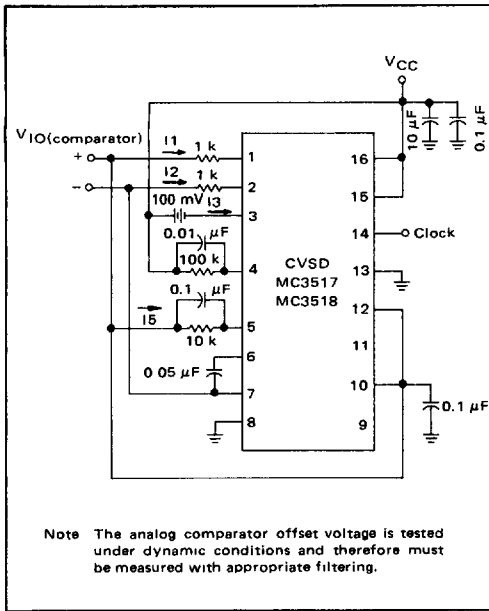 VCC
VIO(comparator)
10 µF
0.1 µF
+
I1
1 k
1
16
−
I2
1 k
2
100 mV
I3
3
15
0.01 µF
100 k
4
14
Clock
CVSD
MC3517
MC3518
13
0.1 µF
12
I5
10 k
5
11
6
0 05 µF
7
10
0.1 µF
8
9
Note The analog comparator offset voltage is tested
under dynamic conditions and therefore must
be measured with appropriate filtering.